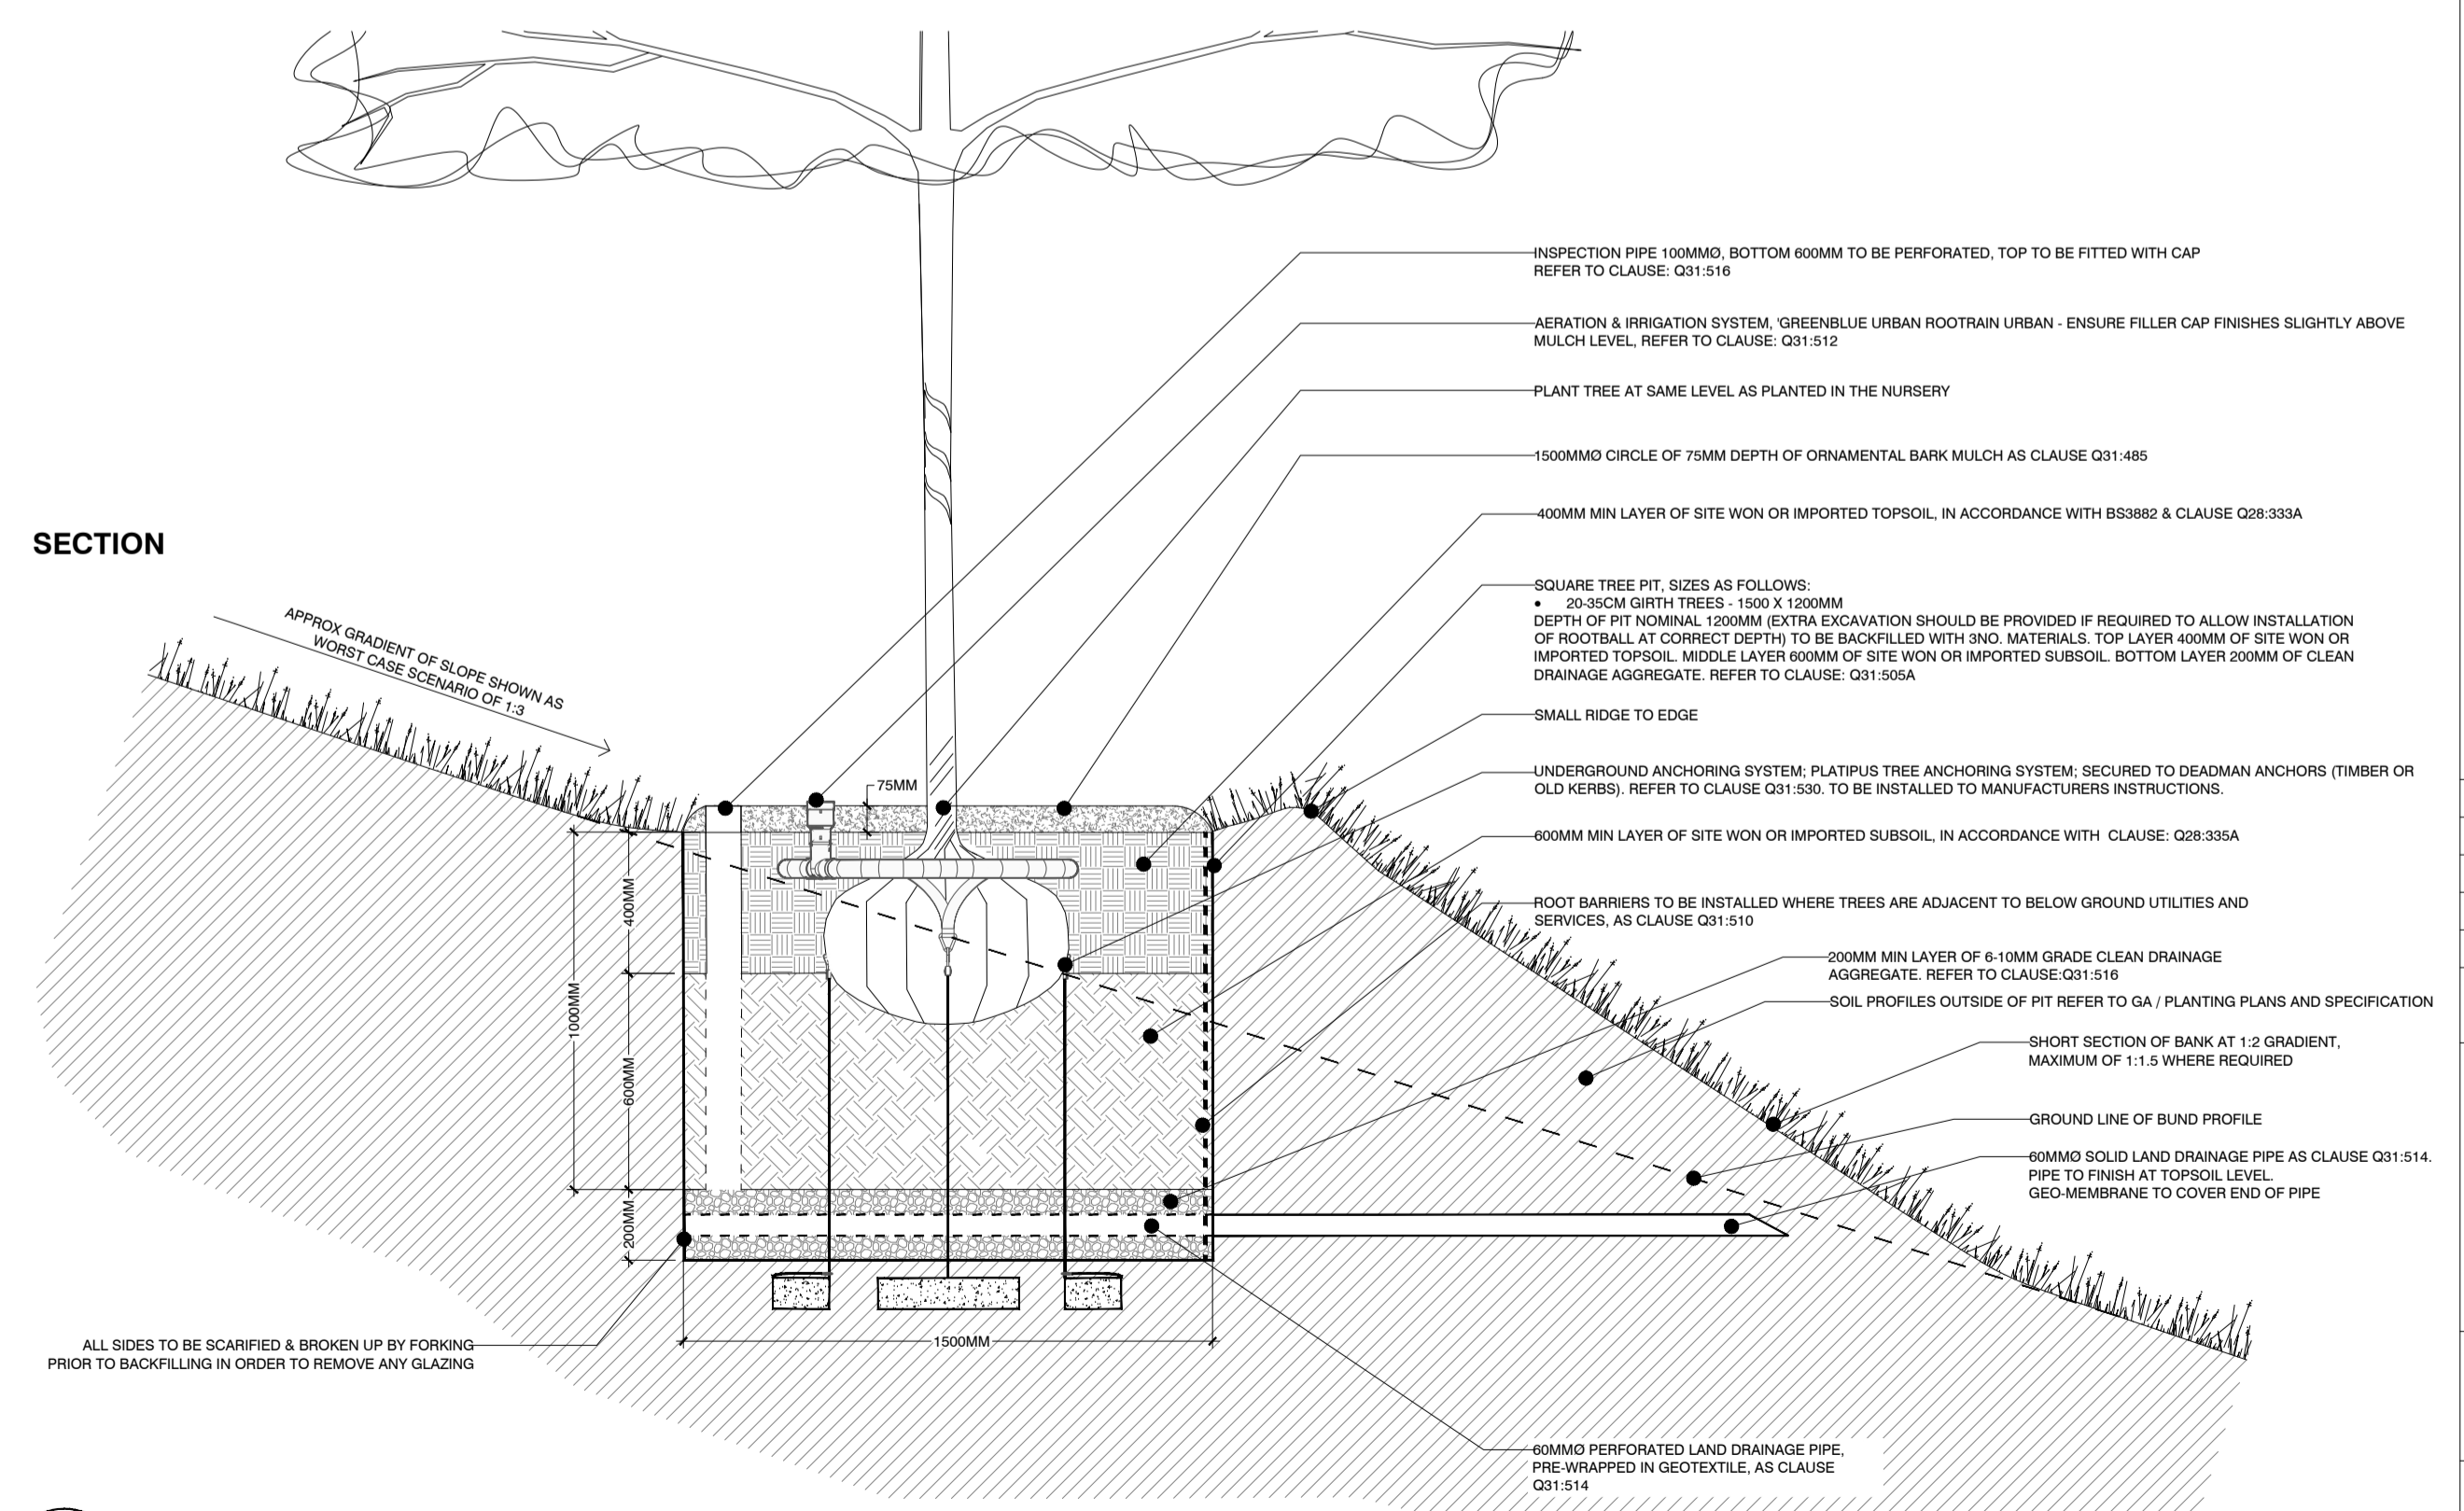 INSPECTION PIPE 100MMØ, BOTTOM 600MM TO BE PERFORATED, TOP TO BE FITTED WITH CAP
REFER TO CLAUSE: Q31:516
AERATION & IRRIGATION SYSTEM, 'GREENBLUE URBAN ROOTRAIN URBAN - ENSURE FILLER CAP FINISHES SLIGHTLY ABOVE
MULCH LEVEL, REFER TO CLAUSE: Q31:512
PLANT TREE AT SAME LEVEL AS PLANTED IN THE NURSERY
1500MMØ CIRCLE OF 75MM DEPTH OF ORNAMENTAL BARK MULCH AS CLAUSE Q31:485
400MM MIN LAYER OF SITE WON OR IMPORTED TOPSOIL, IN ACCORDANCE WITH BS3882 & CLAUSE Q28:333A
SECTION
SQUARE TREE PIT, SIZES AS FOLLOWS:
• 20-35CM GIRTH TREES - 1500 X 1200MM
DEPTH OF PIT NOMINAL 1200MM (EXTRA EXCAVATION SHOULD BE PROVIDED IF REQUIRED TO ALLOW INSTALLATION
OF ROOTBALL AT CORRECT DEPTH) TO BE BACKFILLED WITH 3NO. MATERIALS. TOP LAYER 400MM OF SITE WON OR
IMPORTED TOPSOIL. MIDDLE LAYER 600MM OF SITE WON OR IMPORTED SUBSOIL. BOTTOM LAYER 200MM OF CLEAN
DRAINAGE AGGREGATE. REFER TO CLAUSE: Q31:505A
APPROX GRADIENT OF SLOPE SHOWN AS
WORST CASE SCENARIO OF 1:3
SMALL RIDGE TO EDGE
UNDERGROUND ANCHORING SYSTEM; PLATIPUS TREE ANCHORING SYSTEM; SECURED TO DEADMAN ANCHORS (TIMBER OR
OLD KERBS). REFER TO CLAUSE Q31:530. TO BE INSTALLED TO MANUFACTURERS INSTRUCTIONS.
75MM
600MM MIN LAYER OF SITE WON OR IMPORTED SUBSOIL, IN ACCORDANCE WITH CLAUSE: Q28:335A
ROOT BARRIERS TO BE INSTALLED WHERE TREES ARE ADJACENT TO BELOW GROUND UTILITIES AND
SERVICES, AS CLAUSE Q31:510
400MM
200MM MIN LAYER OF 6-10MM GRADE CLEAN DRAINAGE
AGGREGATE. REFER TO CLAUSE:Q31:516
SOIL PROFILES OUTSIDE OF PIT REFER TO GA / PLANTING PLANS AND SPECIFICATION
1000MM
SHORT SECTION OF BANK AT 1:2 GRADIENT,
MAXIMUM OF 1:1.5 WHERE REQUIRED
600MM
GROUND LINE OF BUND PROFILE
60MMØ SOLID LAND DRAINAGE PIPE AS CLAUSE Q31:514.
PIPE TO FINISH AT TOPSOIL LEVEL.
GEO-MEMBRANE TO COVER END OF PIPE
200MM
1500MM
ALL SIDES TO BE SCARIFIED & BROKEN UP BY FORKING
PRIOR TO BACKFILLING IN ORDER TO REMOVE ANY GLAZING
60MMØ PERFORATED LAND DRAINAGE PIPE,
PRE-WRAPPED IN GEOTEXTILE, AS CLAUSE
Q31:514